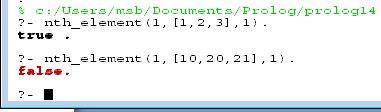 % c:/Users/msb/Documents/Prolog/prolog14
?- nth_element(1,[1,2,3],1).
true .
?- nth_element(1,[10,20,21],1).
false.
?-